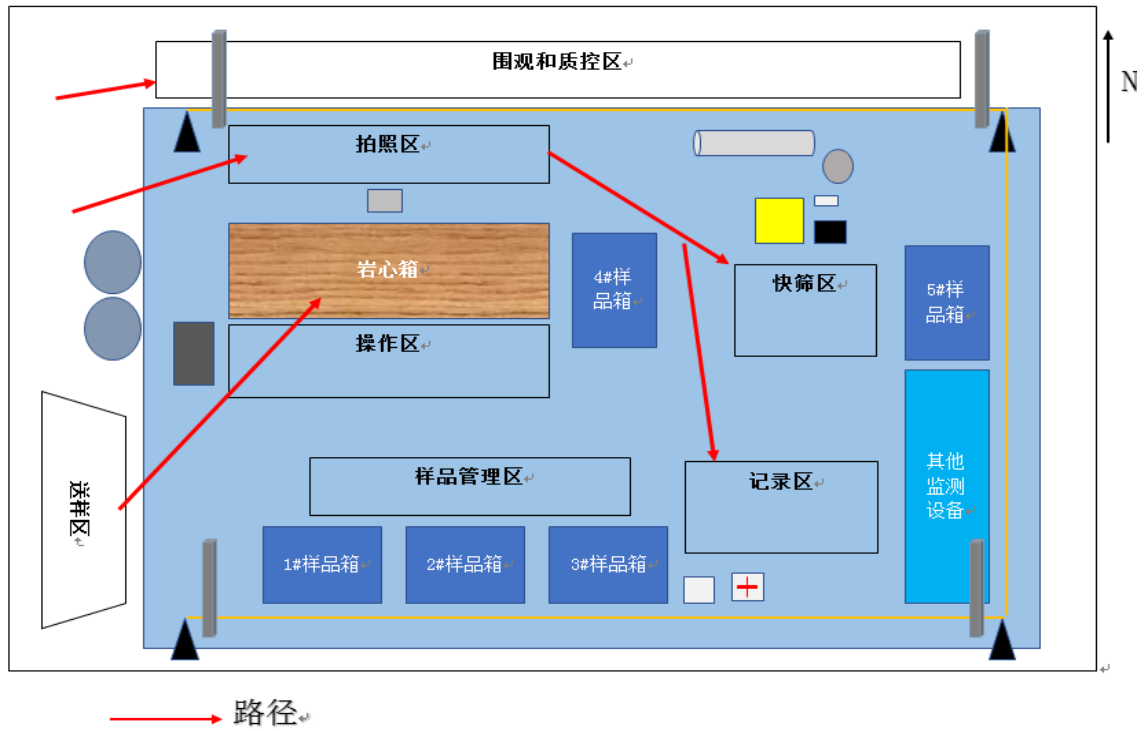 围观和质控区
N
拍照区
岩心箱
4#样
品箱
快筛区
5#样
品箱
操作区
其他
监测
设备
送样区
样品管理区
记录区
1#样品箱
2#样品箱
3#样品箱
路径